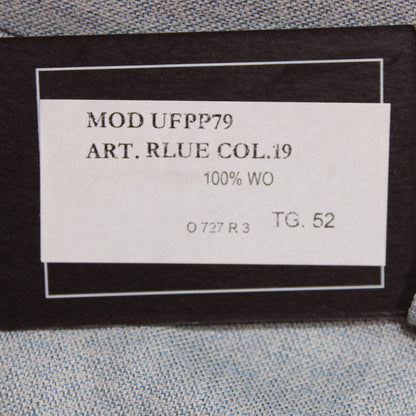 MOD UFPP79
ART. RLUE COL.19
100% WO
O 727 R 3 TG. 52